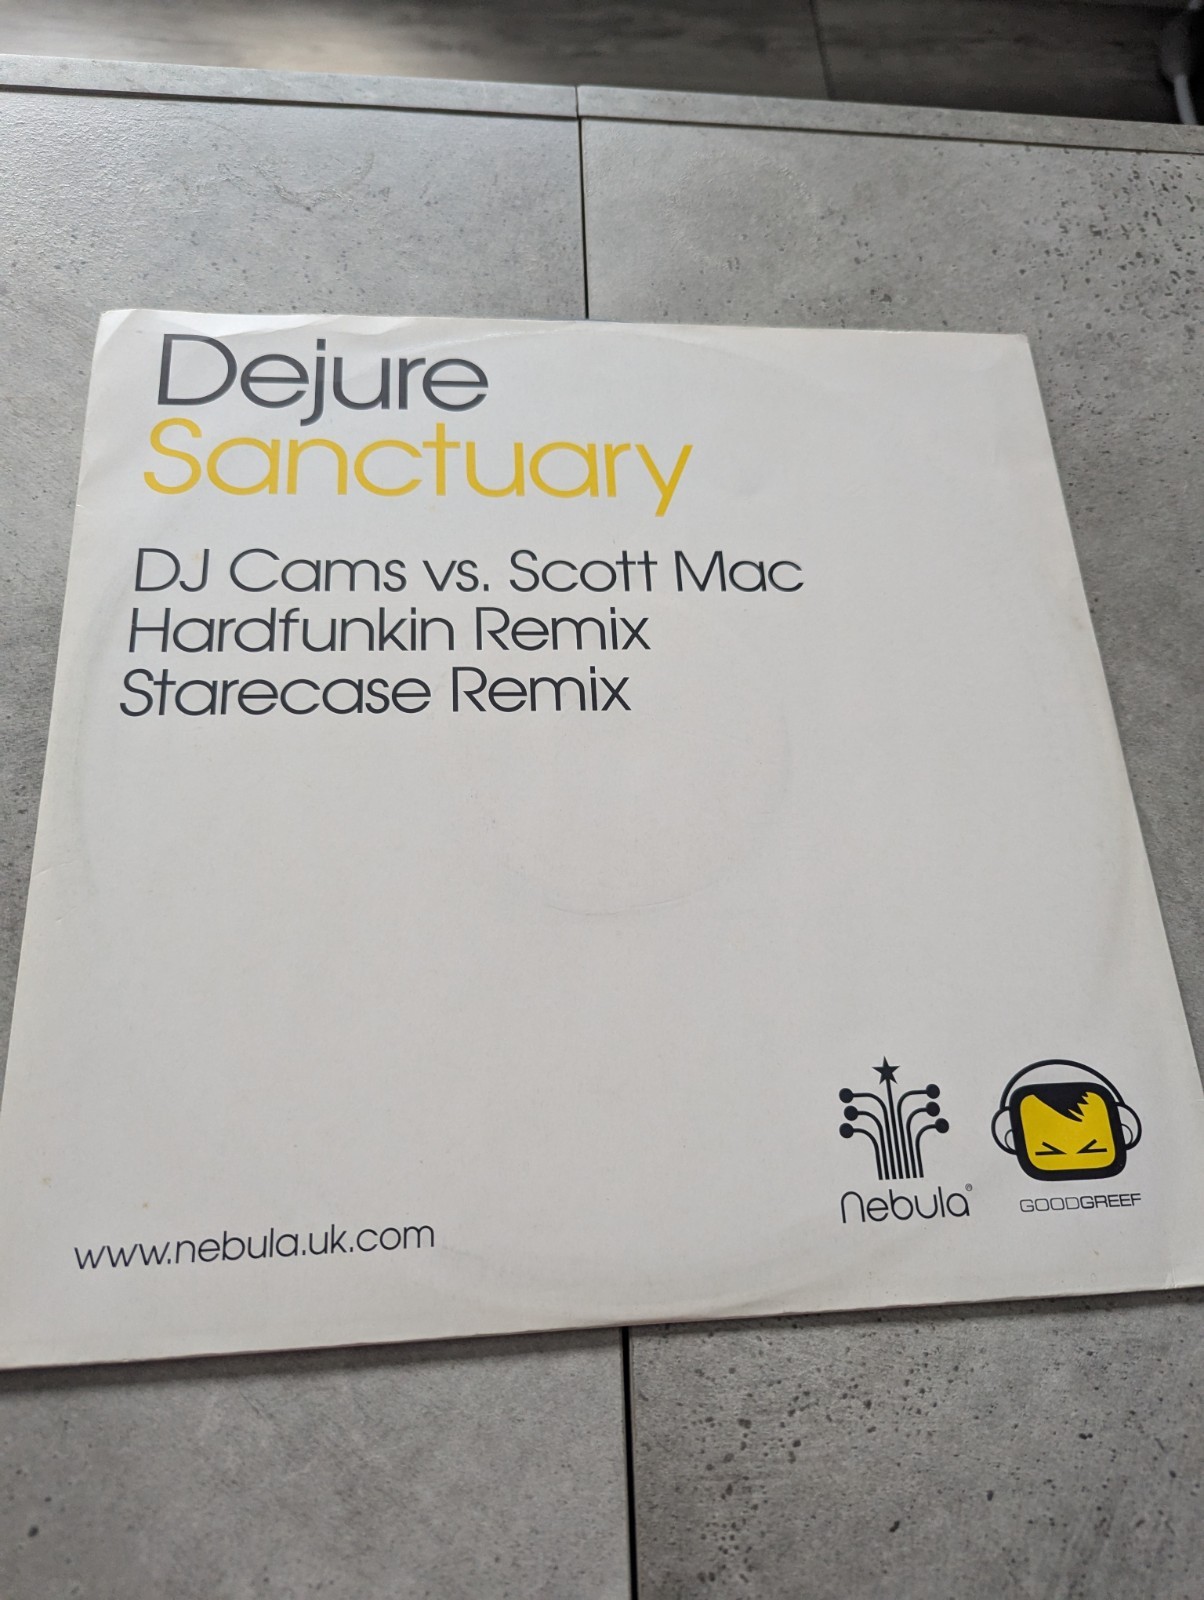 Dejure
Sanctuary
DJ Cams vs. Scott Mac
Hardfunkin Remix
Starecase Remix
nebula®
GOODGREEF
www.nebula.uk.com